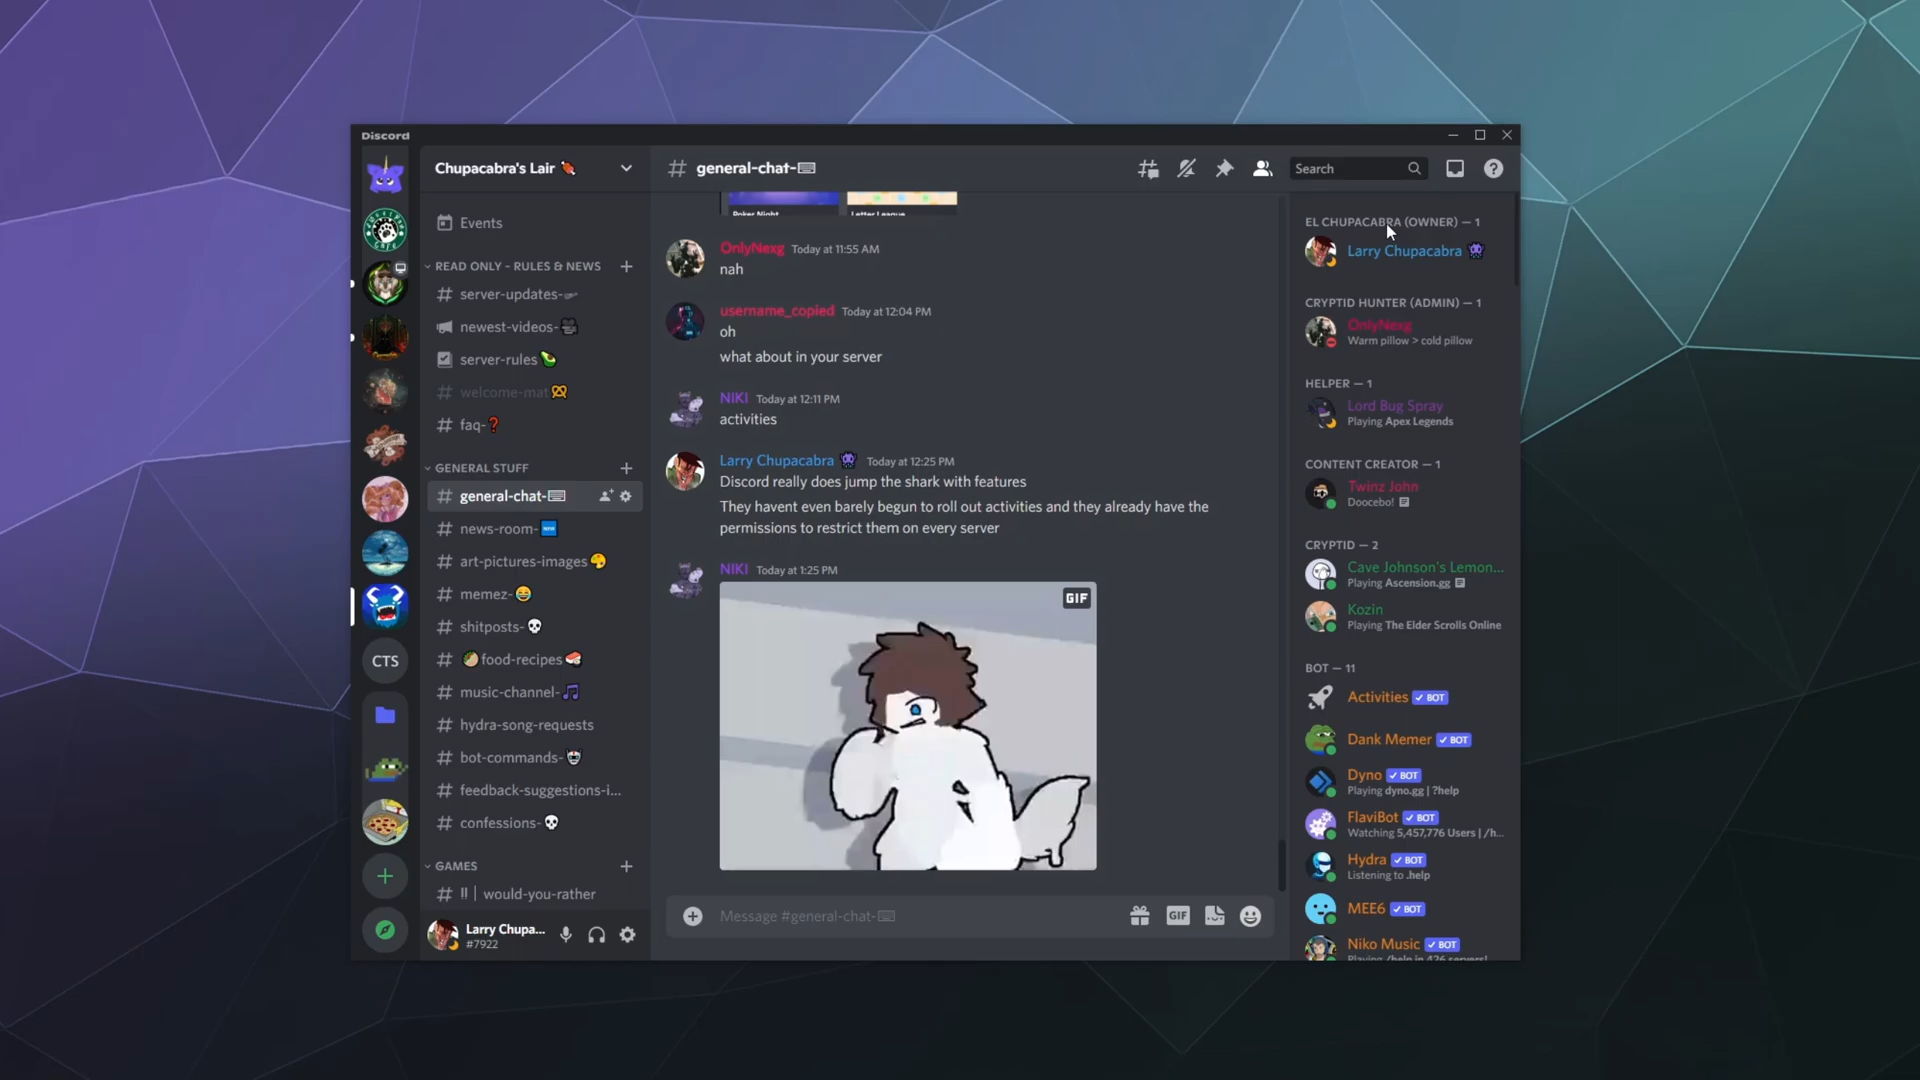 Discord
Chupacabra's Lair
general-chat-
Search
Events
READ ONLY - RULES & NEWS
server-updates-
newest-videos-
server-rules
welcome-mat
faq-❓
GENERAL STUFF
general-chat-
news-room-
art-pictures-images
memez-
shitposts-
food-recipes
music-channel-
hydra-song-requests
bot-commands-
feedback-suggestions-i...
confessions-
GAMES
would-you-rather
CTS
Larry Chupa...
#7922
Poker Night
Letter League
OnlyNexg Today at 11:55 AM
nah
username_copied Today at 12:04 PM
oh
what about in your server
NIKI Today at 12:11 PM
activities
Larry Chupacabra Today at 12:25 PM
Discord really does jump the shark with features
They havent even barely begun to roll out activities and they already have the
permissions to restrict them on every server
NIKI Today at 1:25 PM
GIF
Message #general-chat-
GIF
EL CHUPACABRA (OWNER) — 1
Larry Chupacabra
CRYPTID HUNTER (ADMIN) — 1
OnlyNexg
Warm pillow > cold pillow
HELPER — 1
Lord Bug Spray
Playing Apex Legends
CONTENT CREATOR — 1
Twinz John
Doocebo!
CRYPTID — 2
Cave Johnson's Lemon...
Playing Ascension.gg
Kozin
Playing The Elder Scrolls Online
BOT — 11
Activities ✓ BOT
Dank Memer ✓ BOT
Dyno ✓ BOT
Playing dyno.gg | ?help
FlaviBot ✓ BOT
Watching 5,457,776 Users | /h...
Hydra ✓ BOT
Listening to .help
MEE6 ✓ BOT
Niko Music ✓ BOT
Playing /help in 426 servers!